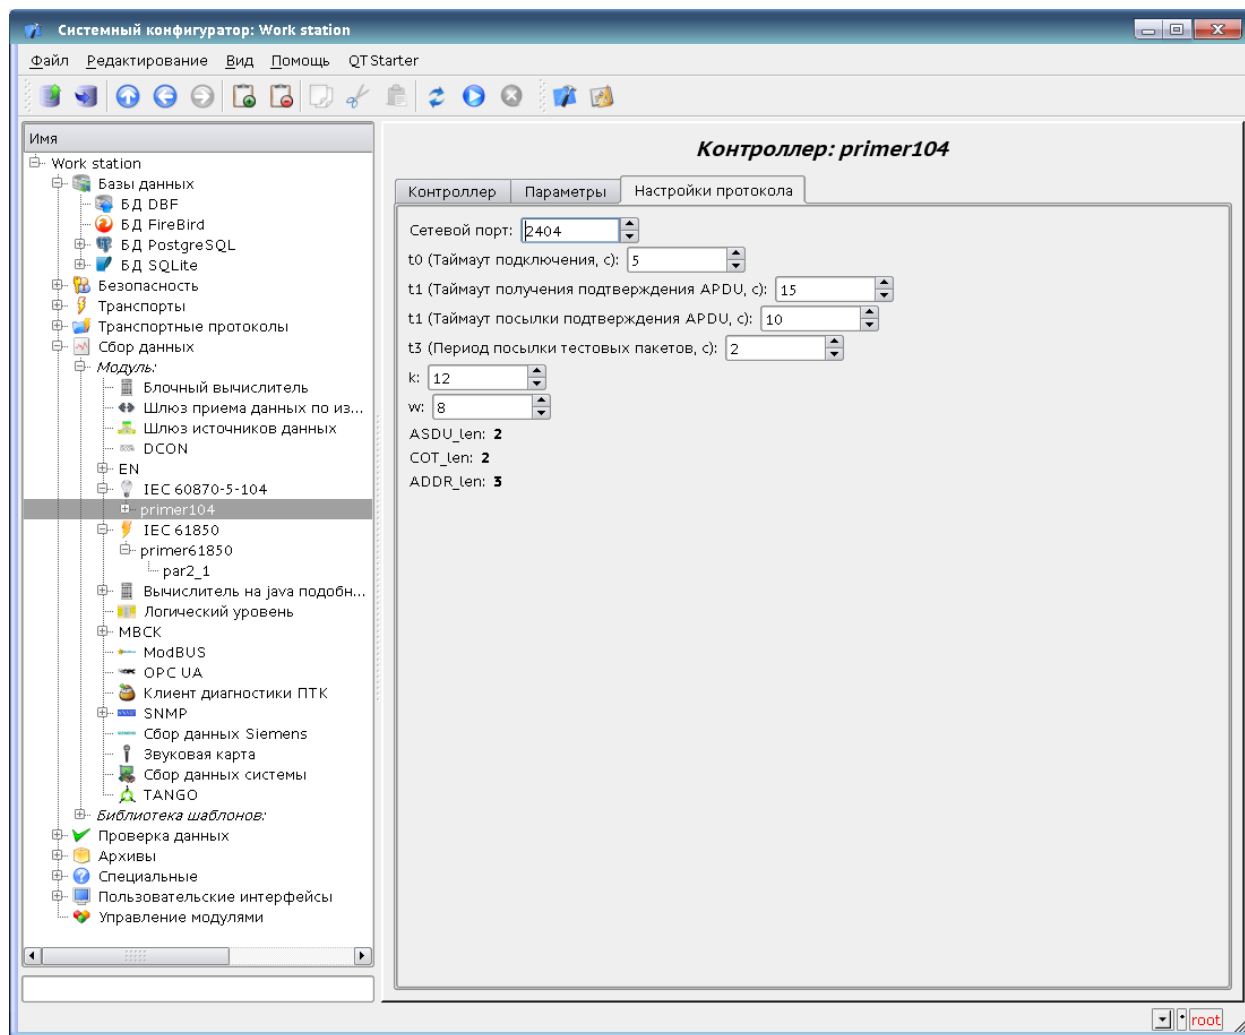 Системный конфигуратор: Work station
Файл Редактирование Вид Помощь QTStarter
Имя
Work station
Базы данных
БД DBF
БД FireBird
БД PostgreSQL
БД SQLite
Безопасность
Транспорты
Транспортные протоколы
Сбор данных
Модуль:
Блочный вычислитель
Шлюз приема данных по из...
Шлюз источников данных
DCON
EN
IEC 60870-5-104
primer104
IEC 61850
primer61850
par2_1
Вычислитель на java подобн...
Логический уровень
МВСК
ModBUS
OPC UA
Клиент диагностики ПТК
SNMP
Сбор данных Siemens
Звуковая карта
Сбор данных системы
TANGO
Библиотека шаблонов:
Проверка данных
Архивы
Специальные
Пользовательские интерфейсы
Управление модулями
Контроллер: primer104
Контроллер Параметры Настройки протокола
Сетевой порт: 2404
t0 (Таймаут подключения, с): 5
t1 (Таймаут получения подтверждения APDU, с): 15
t1 (Таймаут посылки подтверждения APDU, с): 10
t3 (Период посылки тестовых пакетов, с): 2
k: 12
w: 8
ASDU_len: 2
COT_len: 2
ADDR_len: 3
* root